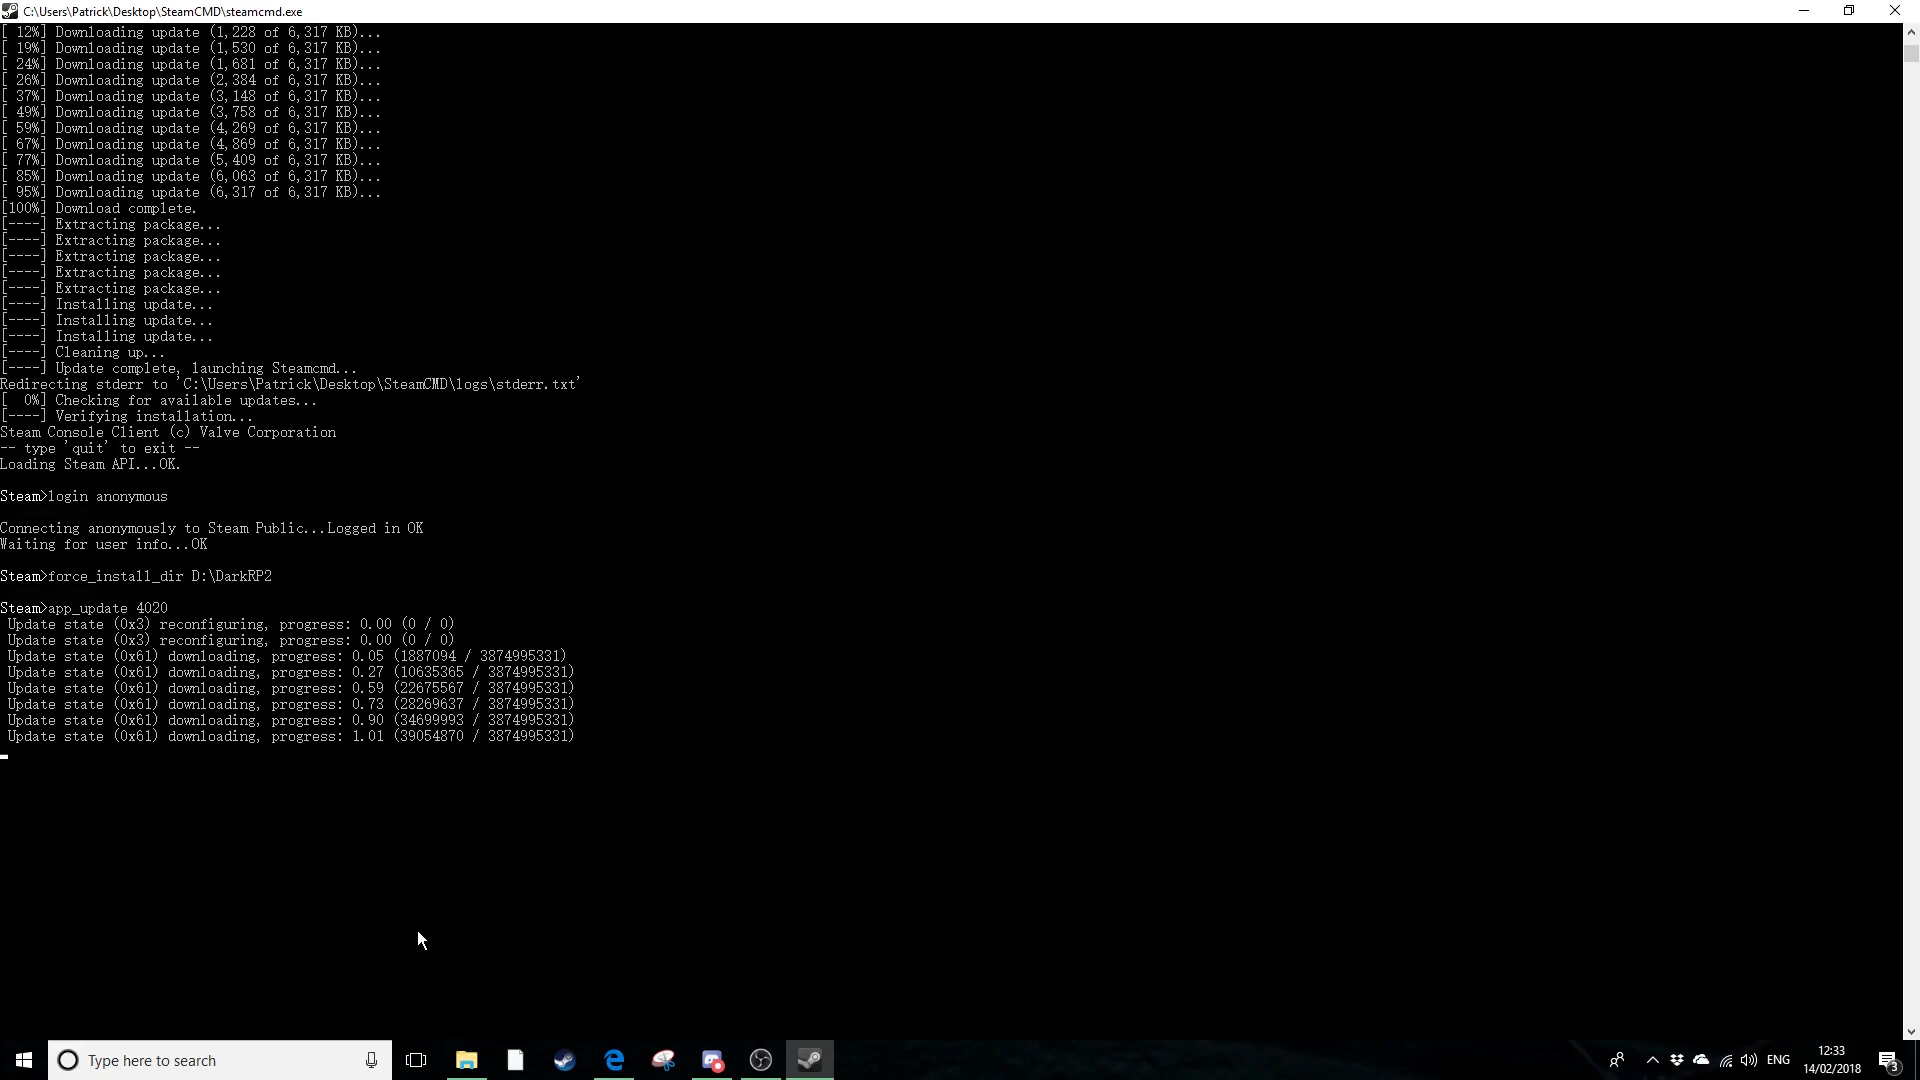 C:\Users\Patrick\Desktop\SteamCMD\steamcmd.exe
[ 12%] Downloading update (1,228 of 6,317 KB)...
[ 19%] Downloading update (1,530 of 6,317 KB)...
[ 24%] Downloading update (1,681 of 6,317 KB)...
[ 26%] Downloading update (2,384 of 6,317 KB)...
[ 37%] Downloading update (3,148 of 6,317 KB)...
[ 49%] Downloading update (3,758 of 6,317 KB)...
[ 59%] Downloading update (4,269 of 6,317 KB)...
[ 67%] Downloading update (4,869 of 6,317 KB)...
[ 77%] Downloading update (5,409 of 6,317 KB)...
[ 85%] Downloading update (6,063 of 6,317 KB)...
[ 95%] Downloading update (6,317 of 6,317 KB)...
[100%] Download complete.
[----] Extracting package...
[----] Extracting package...
[----] Extracting package...
[----] Extracting package...
[----] Extracting package...
[----] Installing update...
[----] Installing update...
[----] Installing update...
[----] Cleaning up...
[----] Update complete, launching Steamcmd...
Redirecting stderr to 'C:\Users\Patrick\Desktop\SteamCMD\logs\stderr.txt'
[  0%] Checking for available updates...
[----] Verifying installation...
Steam Console Client (c) Valve Corporation
-- type 'quit' to exit --
Loading Steam API...OK.
Steam>login anonymous
Connecting anonymously to Steam Public...Logged in OK
Waiting for user info...OK
Steam>force_install_dir D:\DarkRP2
Steam>app_update 4020
Update state (0x3) reconfiguring, progress: 0.00 (0 / 0)
Update state (0x3) reconfiguring, progress: 0.00 (0 / 0)
Update state (0x61) downloading, progress: 0.05 (1887094 / 3874995331)
Update state (0x61) downloading, progress: 0.27 (10635365 / 3874995331)
Update state (0x61) downloading, progress: 0.59 (22675567 / 3874995331)
Update state (0x61) downloading, progress: 0.73 (28269637 / 3874995331)
Update state (0x61) downloading, progress: 0.90 (34699993 / 3874995331)
Update state (0x61) downloading, progress: 1.01 (39054870 / 3874995331)
Type here to search
ENG
12:33
14/02/2018
3